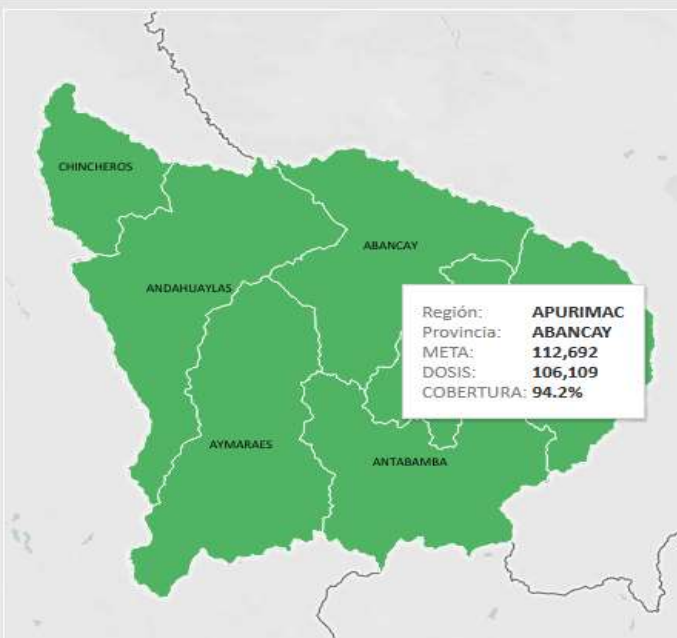 CHINCHEROS
ABANCAY
ANDAHUAYLAS
Región: APURIMAC
Provincia: ABANCAY
META: 112,692
DOSIS: 106,109
COBERTURA: 94.2%
AYMARAES
ANTABAMBA